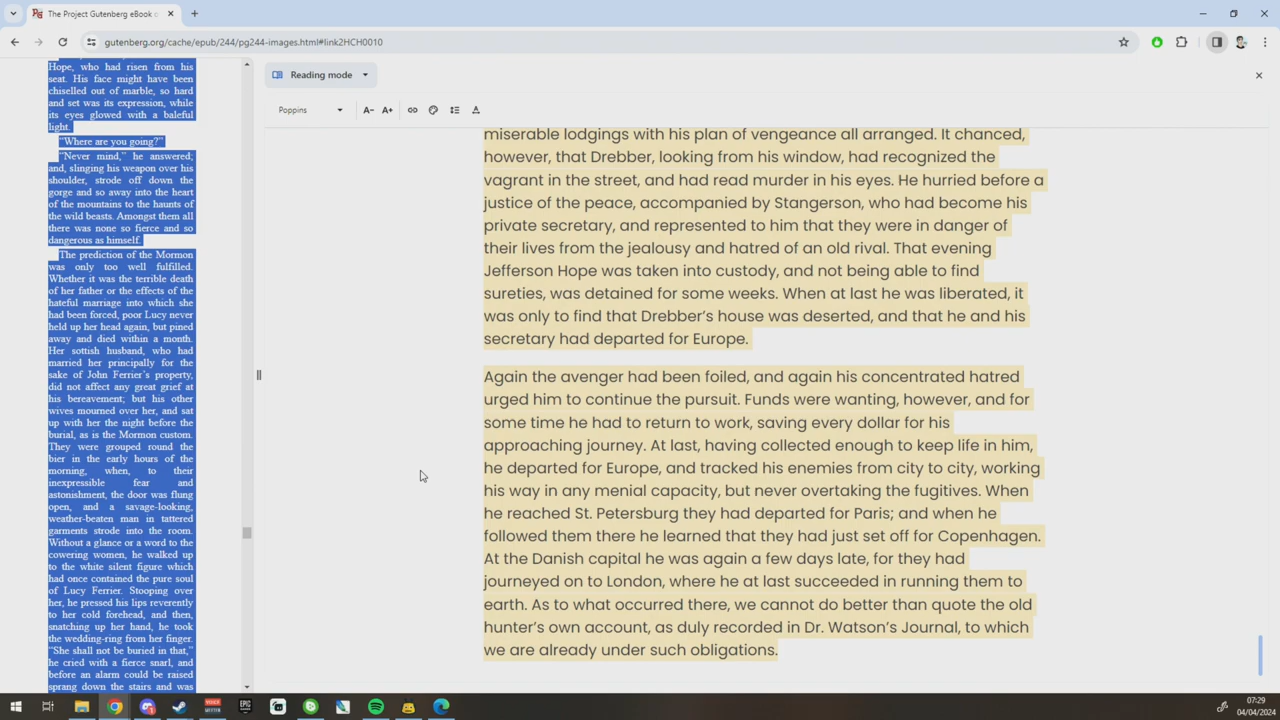 The Project Gutenberg eBook o
gutenberg.org/cache/epub/244/pg244-images.html#link2HCH0010
Hope, who had risen from his
seat. His face might have been
chiselled out of marble, so hard
and set was its expression, while
its eyes glowed with a baleful
light.
“Where are you going?”
“Never mind,” he answered;
and, slinging his weapon over his
shoulder, strode off down the
gorge and so away into the heart
of the mountains to the haunts of
the wild beasts. Amongst them all
there was none so fierce and so
dangerous as himself.
The prediction of the Mormon
was only too well fulfilled.
Whether it was the terrible death
of her father or the effects of the
hateful marriage into which she
had been forced, poor Lucy never
held up her head again, but pined
away and died within a month.
Her sottish husband, who had
married her principally for the
sake of John Ferrier’s property,
did not affect any great grief at
his bereavement; but his other
wives mourned over her, and sat
up with her the night before the
burial, as is the Mormon custom.
They were grouped round the
bier in the early hours of the
morning, when, to their
inexpressible fear and
astonishment, the door was flung
open, and a savage-looking,
weather-beaten man in tattered
garments strode into the room.
Without a glance or a word to the
cowering women, he walked up
to the white silent figure which
had once contained the pure soul
of Lucy Ferrier. Stooping over
her, he pressed his lips reverently
to her cold forehead, and then,
snatching up her hand, he took
the wedding-ring from her finger.
“She shall not be buried in that,”
he cried with a fierce snarl, and
before an alarm could be raised
sprang down the stairs and was
Reading mode
Poppins
A- A+
miserable lodgings with his plan of vengeance all arranged. It chanced,
however, that Drebber, looking from his window, had recognized the
vagrant in the street, and had read murder in his eyes. He hurried before a
justice of the peace, accompanied by Stangerson, who had become his
private secretary, and represented to him that they were in danger of
their lives from the jealousy and hatred of an old rival. That evening
Jefferson Hope was taken into custody, and not being able to find
sureties, was detained for some weeks. When at last he was liberated, it
was only to find that Drebber’s house was deserted, and that he and his
secretary had departed for Europe.
Again the avenger had been foiled, and again his concentrated hatred
urged him to continue the pursuit. Funds were wanting, however, and for
some time he had to return to work, saving every dollar for his
approaching journey. At last, having collected enough to keep life in him,
he departed for Europe, and tracked his enemies from city to city, working
his way in any menial capacity, but never overtaking the fugitives. When
he reached St. Petersburg they had departed for Paris; and when he
followed them there he learned that they had just set off for Copenhagen.
At the Danish capital he was again a few days late, for they had
journeyed on to London, where he at last succeeded in running them to
earth. As to what occurred there, we cannot do better than quote the old
hunter’s own account, as duly recorded in Dr. Watson’s Journal, to which
we are already under such obligations.
07:29
04/04/2024